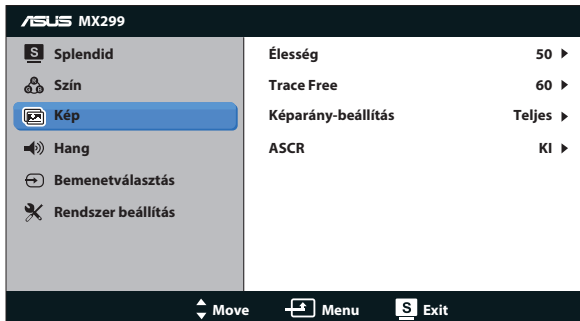 ASUS MX299
S Splendid
Szín
Kép
Hang
Bemenetválasztás
Rendszer beállítás
Élesség 50
Trace Free 60
Képarány-beállítás Teljes
ASCR KI
Move Menu S Exit